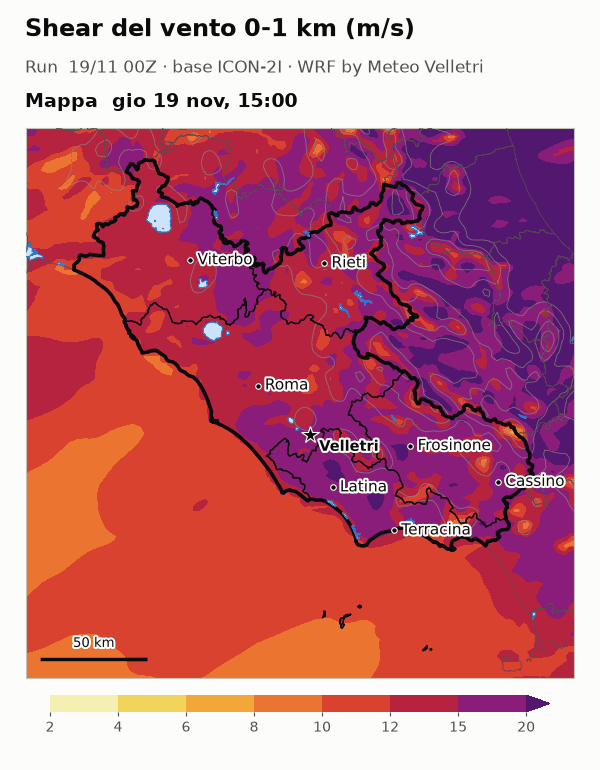 Shear del vento 0-1 km (m/s)
Run  19/11 00Z · base ICON-2I · WRF by Meteo Velletri
Mappa  gio 19 nov, 15:00
Viterbo
Rieti
Roma
Velletri
Frosinone
Latina
Cassino
Terracina
50 km
2 4 6 8 10 12 15 20